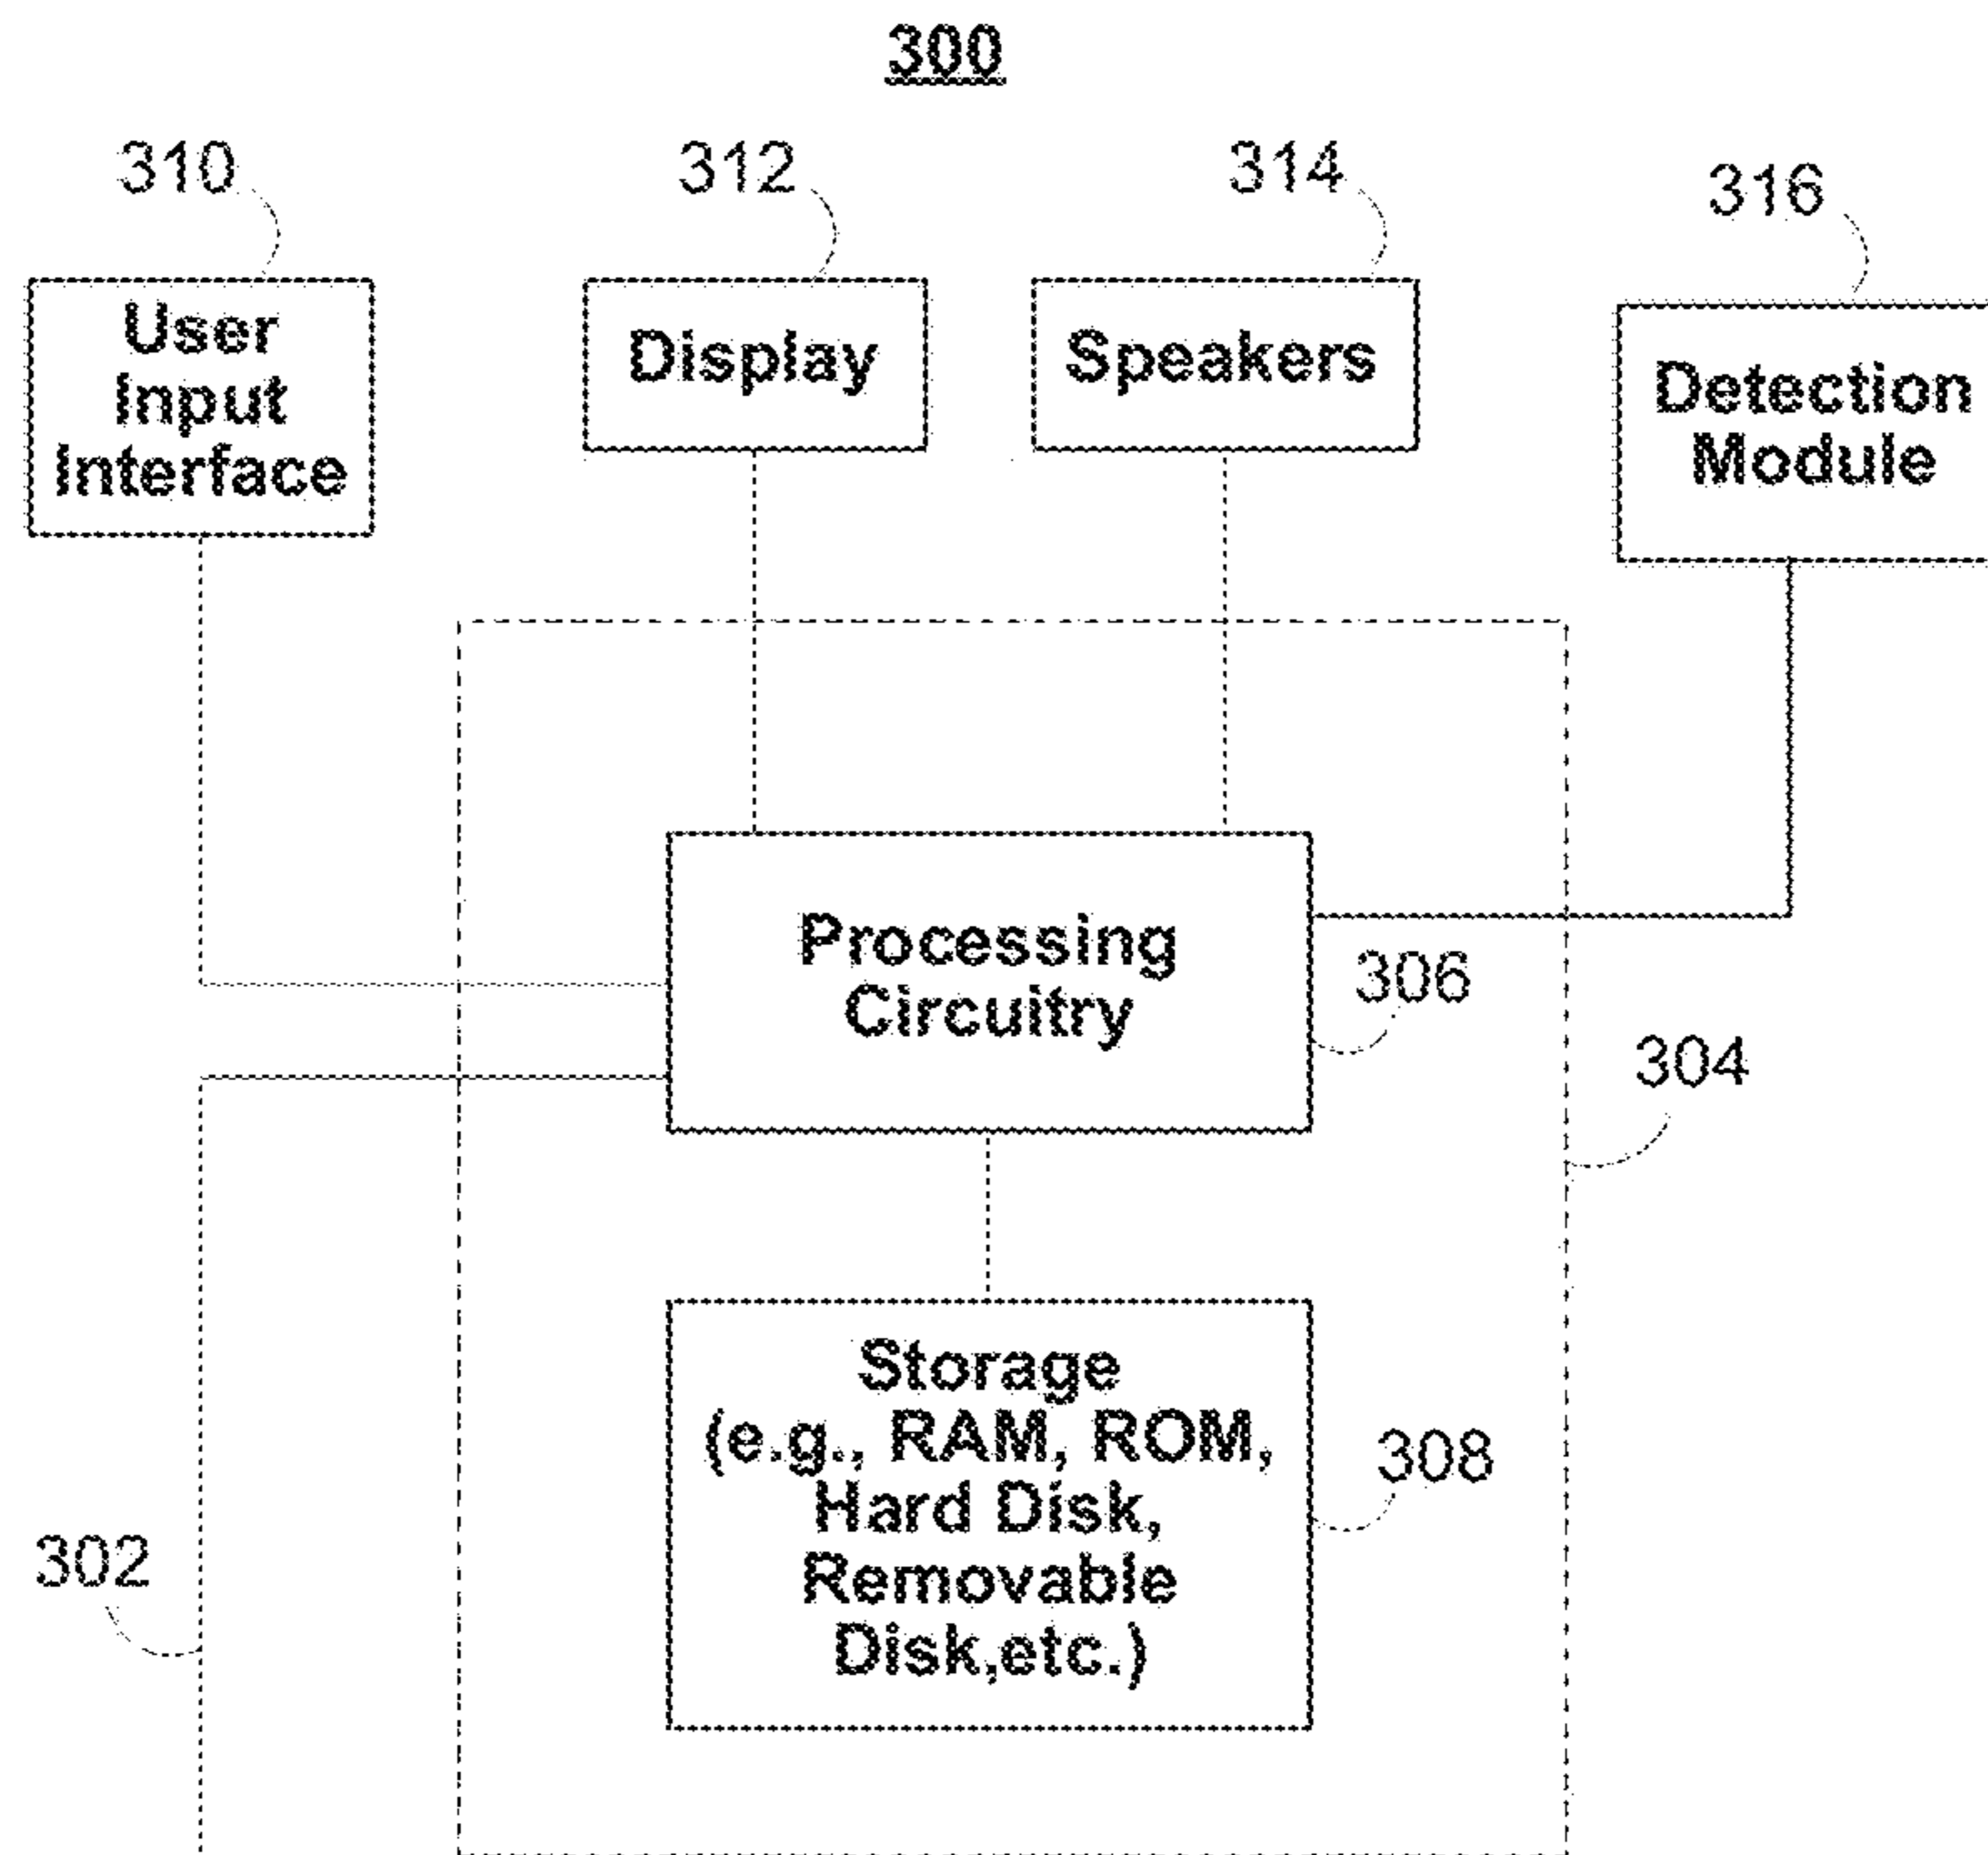 300
310
312
314
316
User
Input
Interface
Display
Speakers
Detection
Module
Processing
Circuitry
306
304
Storage
(e.g., RAM, ROM,
Hard Disk,
Removable
Disk,etc.)
308
302